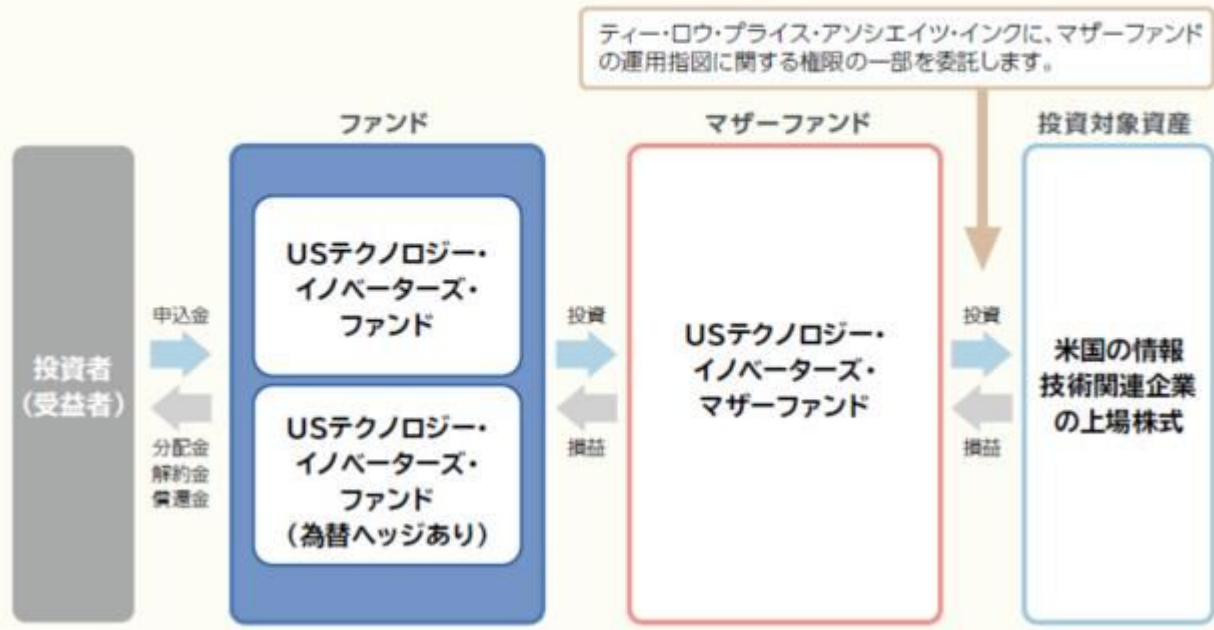 ティー・ロウ・プライス・アソシエイツ・インクに、マザーファンド
の運用指図に関する権限の一部を委託します。
ファンド
マザーファンド
投資対象資産
投資者
(受益者)
申込金
分配金
解約金
償還金
USテクノロジー・
イノベーターズ・
ファンド
USテクノロジー・
イノベーターズ・
ファンド
(為替ヘッジあり)
投資
損益
USテクノロジー・
イノベーターズ・
マザーファンド
投資
損益
米国の情報
技術関連企業
の上場株式